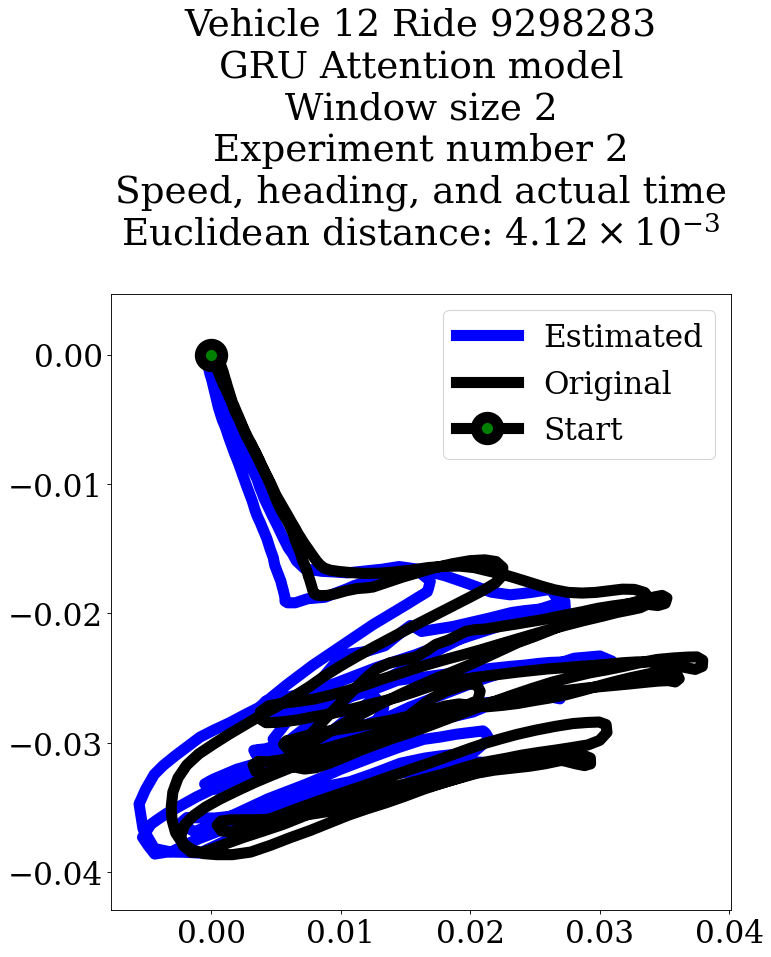 Vehicle 12 Ride 9298283
GRU Attention model
Window size 2
Experiment number 2
Speed, heading, and actual time
Euclidean distance: 4.12 × 10⁻³
Estimated
Original
Start
0.00
−0.01
−0.02
−0.03
−0.04
0.00 0.01 0.02 0.03 0.04